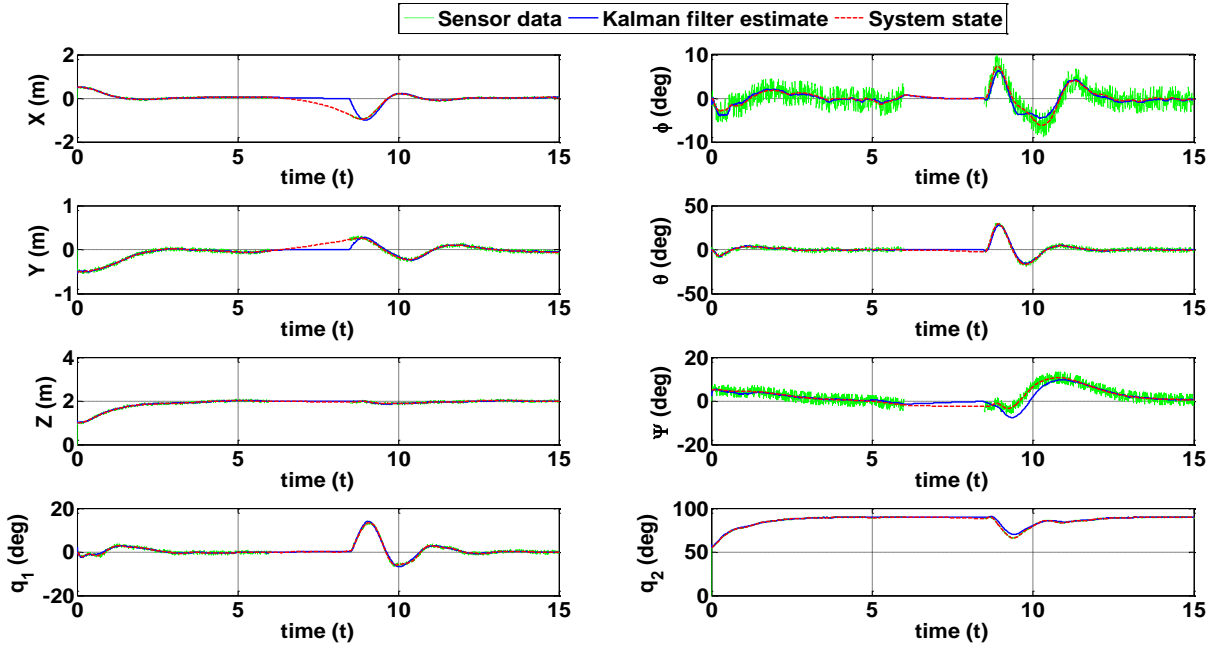 Sensor data Kalman filter estimate System state
X (m)
2
0
-2
0 5 10 15
time (t)
ϕ (deg)
10
0
-10
0 5 10 15
time (t)
Y (m)
1
0
-1
0 5 10 15
time (t)
θ (deg)
50
0
-50
0 5 10 15
time (t)
Z (m)
4
2
0
0 5 10 15
time (t)
Ψ (deg)
20
0
-20
0 5 10 15
time (t)
q1 (deg)
20
0
-20
0 5 10 15
time (t)
q2 (deg)
100
50
0
0 5 10 15
time (t)